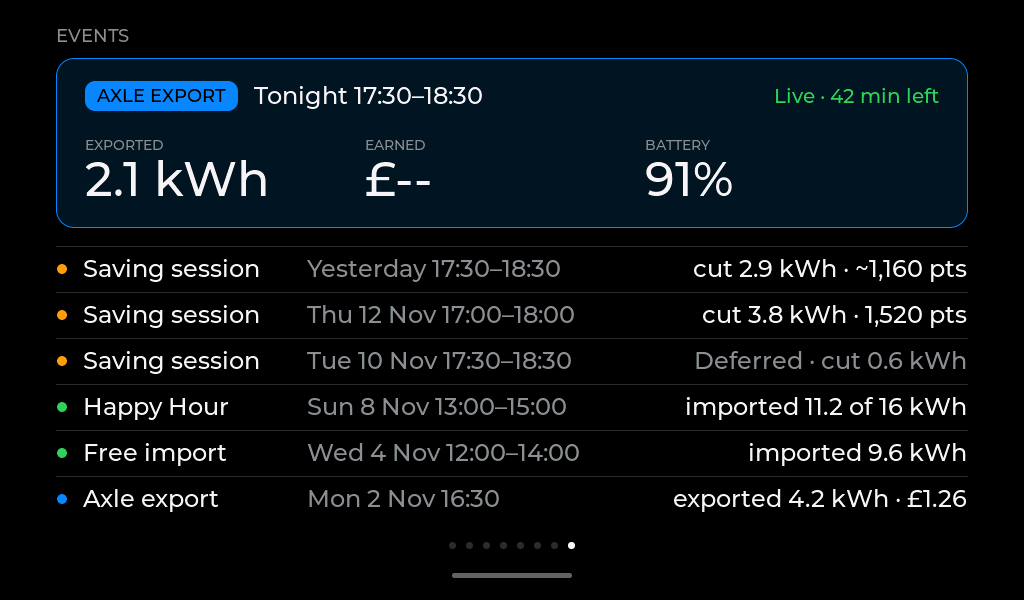 EVENTS
AXLE EXPORT Tonight 17:30–18:30 Live · 42 min left
EXPORTED EARNED BATTERY
2.1 kWh £-- 91%
Saving session Yesterday 17:30–18:30 cut 2.9 kWh · ~1,160 pts
Saving session Thu 12 Nov 17:00–18:00 cut 3.8 kWh · 1,520 pts
Saving session Tue 10 Nov 17:30–18:30 Deferred · cut 0.6 kWh
Happy Hour Sun 8 Nov 13:00–15:00 imported 11.2 of 16 kWh
Free import Wed 4 Nov 12:00–14:00 imported 9.6 kWh
Axle export Mon 2 Nov 16:30 exported 4.2 kWh · £1.26